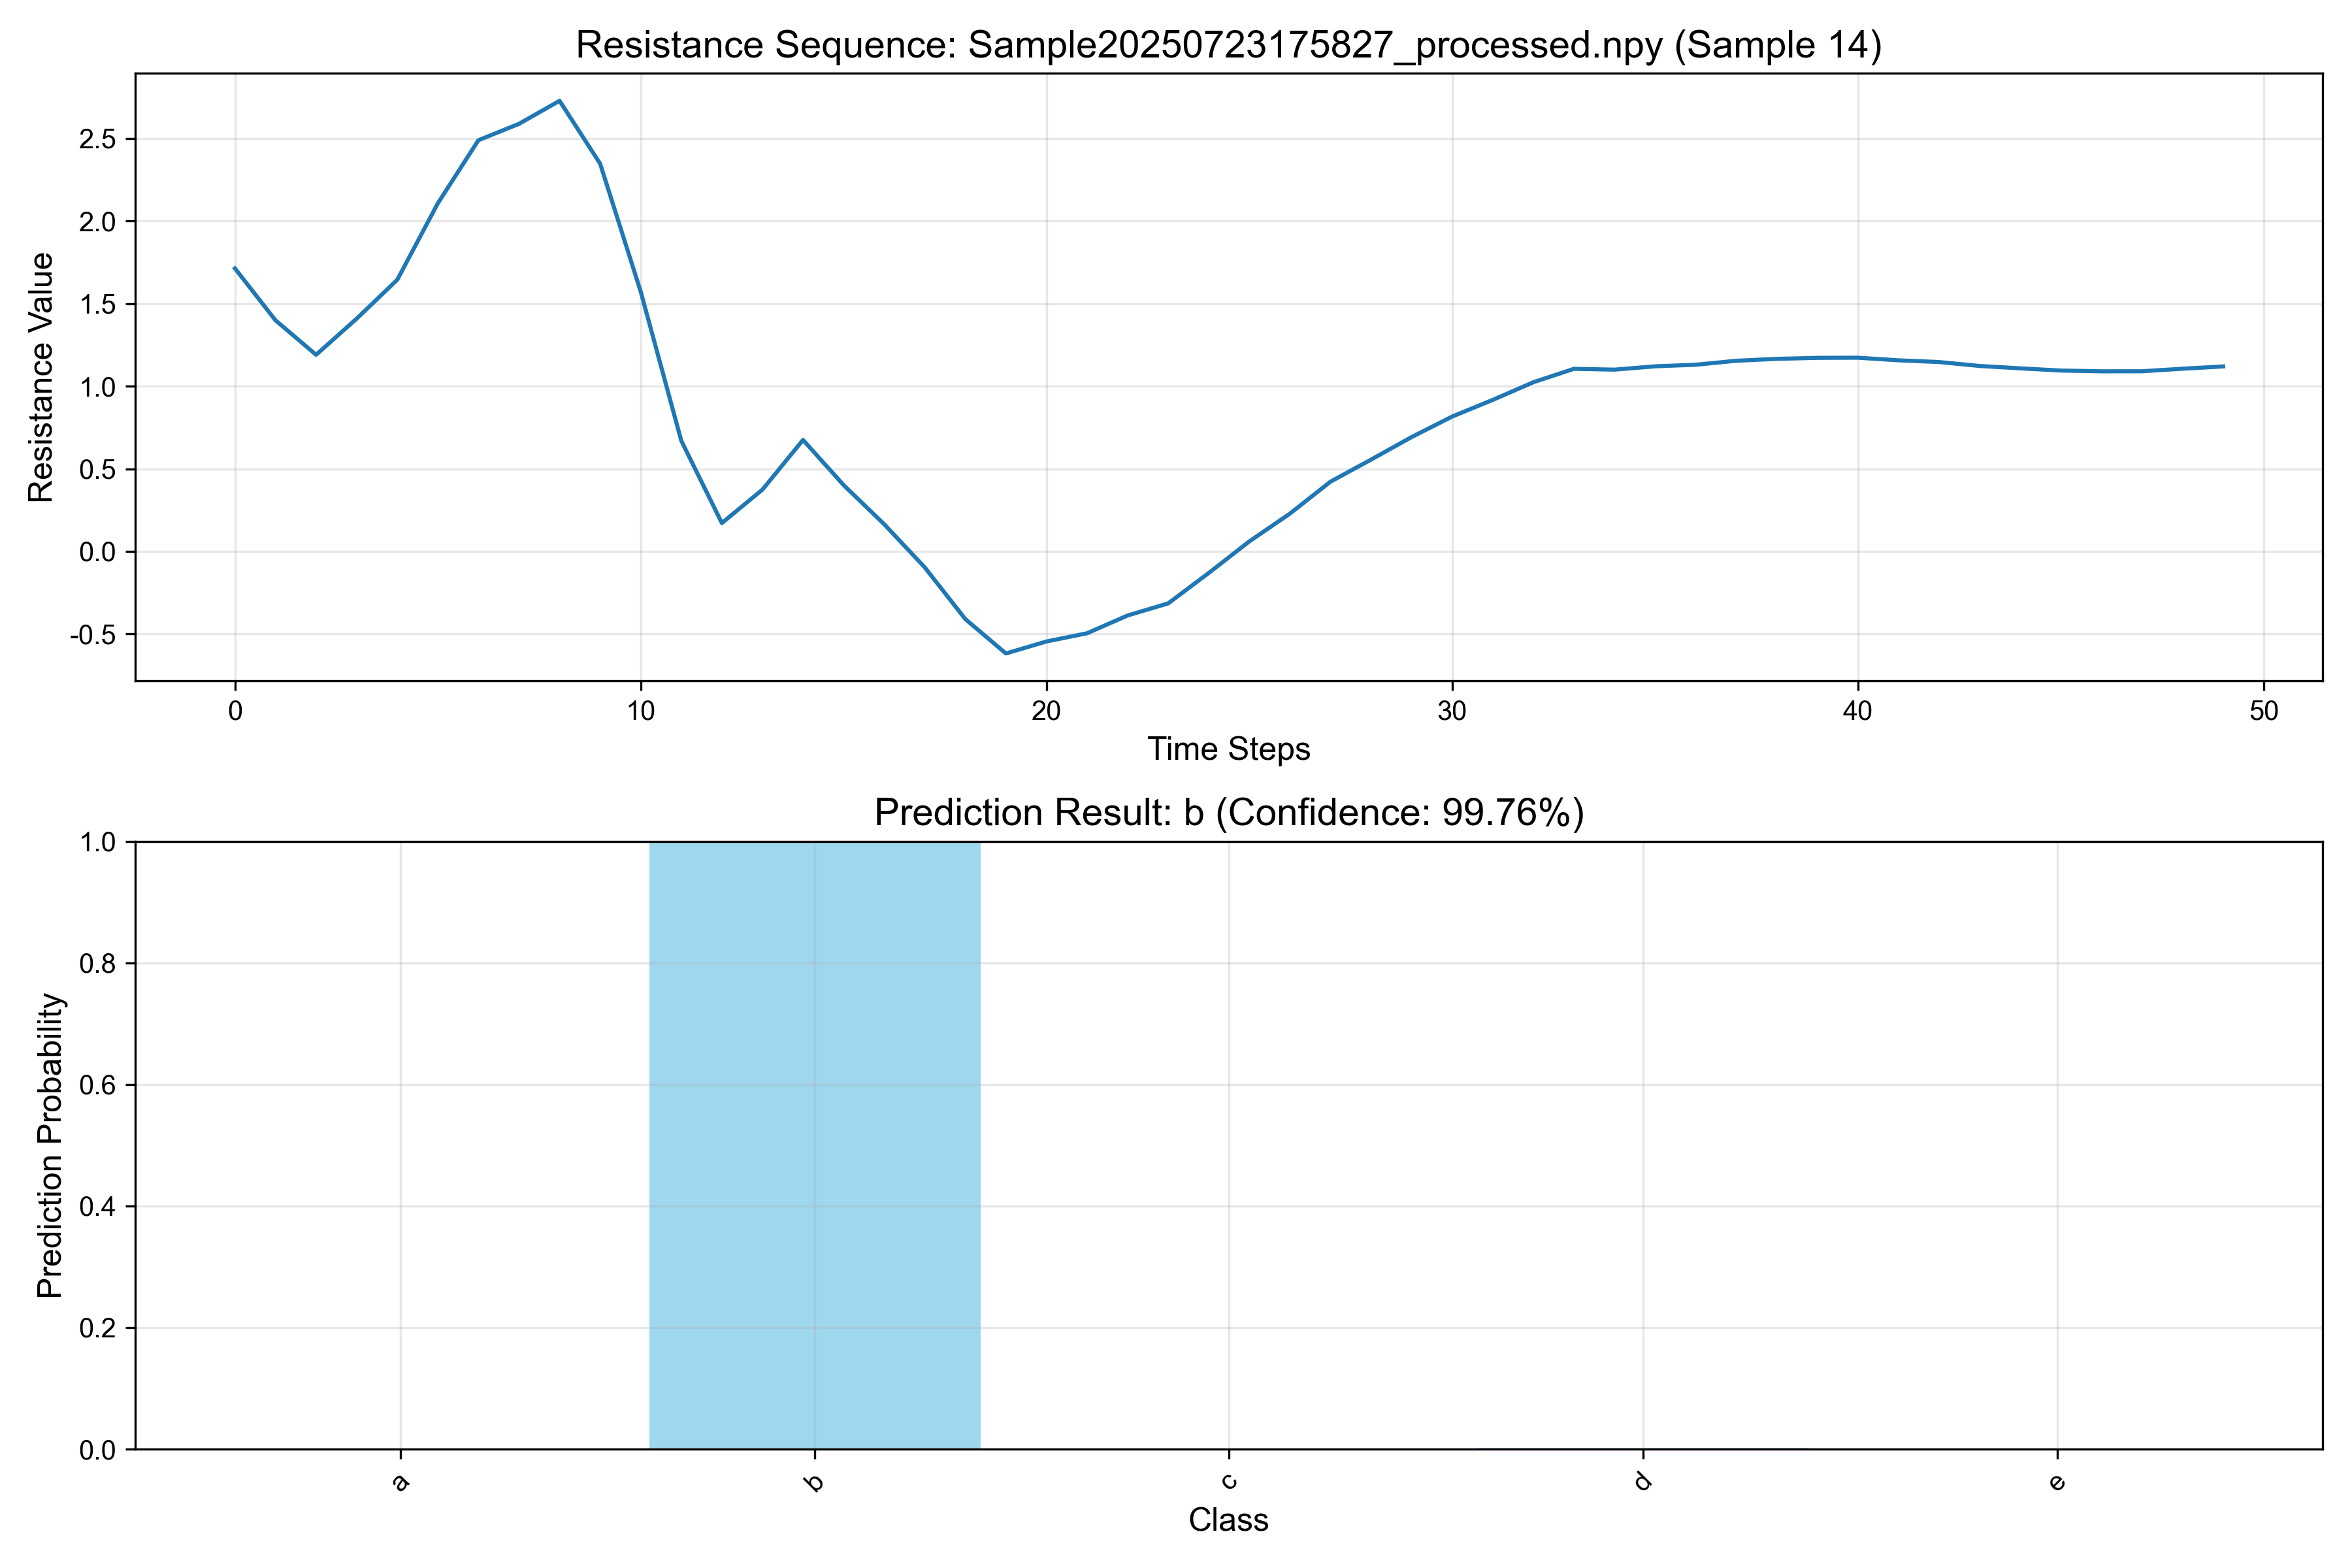 Resistance Sequence: Sample20250723175827_processed.npy (Sample 14)
Resistance Value
2.5
2.0
1.5
1.0
0.5
0.0
-0.5
0 10 20 30 40 50
Time Steps
Prediction Result: b (Confidence: 99.76%)
Prediction Probability
1.0
0.8
0.6
0.4
0.2
0.0
a b c d e
Class